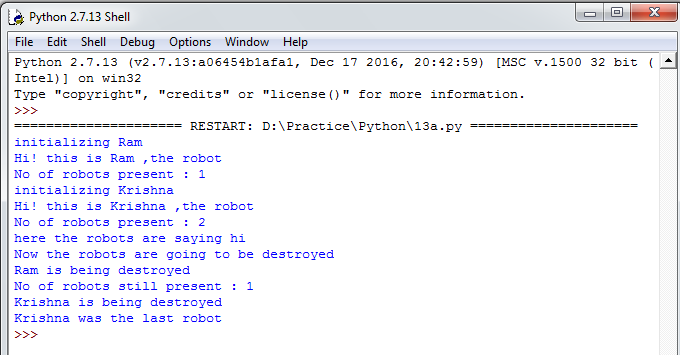 Python 2.7.13 Shell
File Edit Shell Debug Options Window Help
Python 2.7.13 (v2.7.13:a06454b1afa1, Dec 17 2016, 20:42:59) [MSC v.1500 32 bit (
Intel)] on win32
Type "copyright", "credits" or "license()" for more information.
>>>
===================== RESTART: D:\Practice\Python\13a.py =====================
initializing Ram
Hi! this is Ram ,the robot
No of robots present : 1
initializing Krishna
Hi! this is Krishna ,the robot
No of robots present : 2
here the robots are saying hi
Now the robots are going to be destroyed
Ram is being destroyed
No of robots still present : 1
Krishna is being destroyed
Krishna was the last robot
>>>